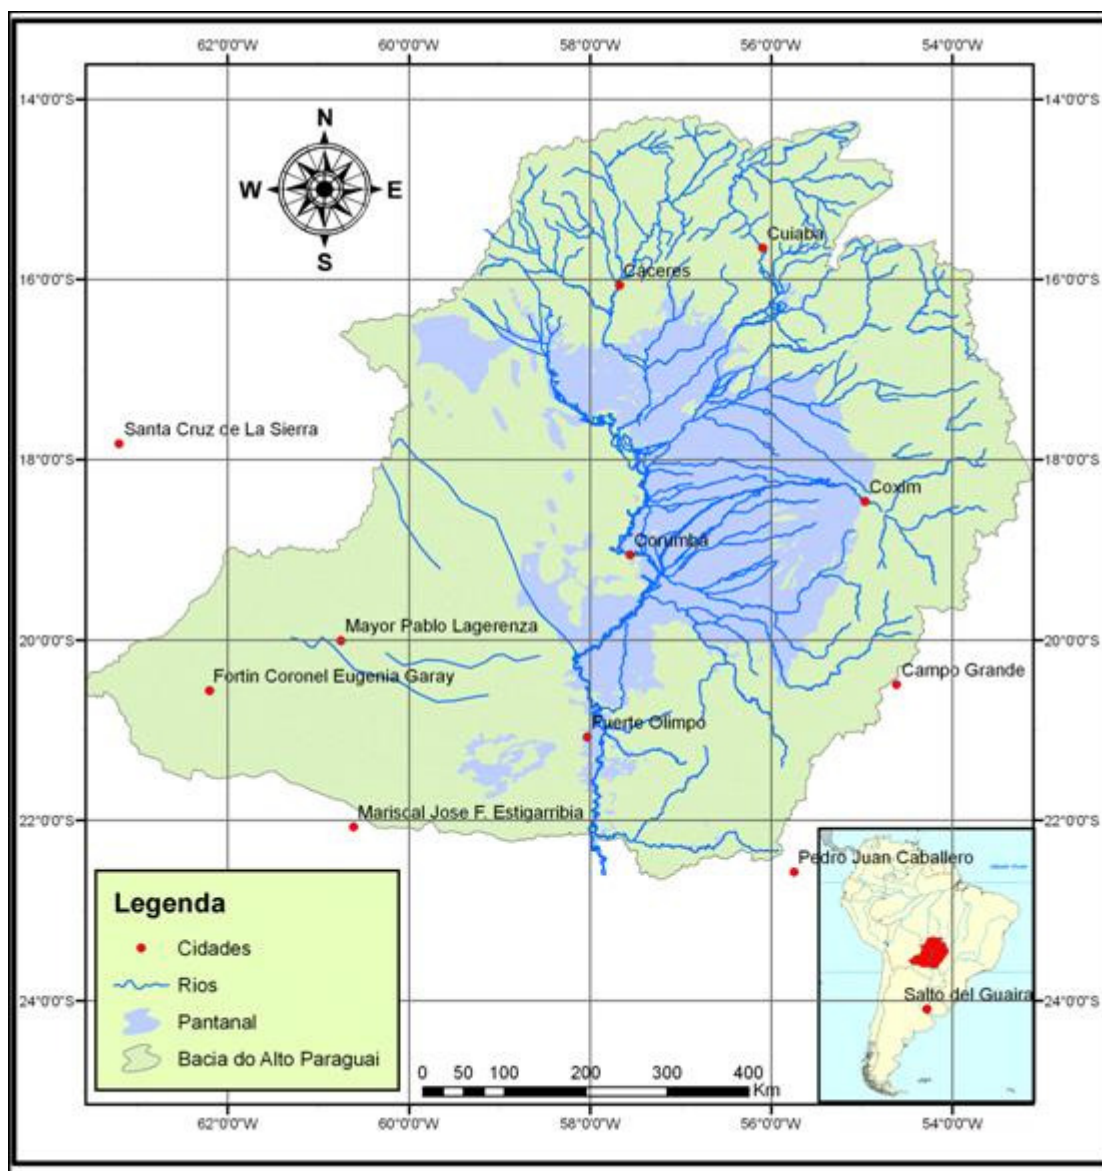 62°0'0"W 60°0'0"W 58°0'0"W 56°0'0"W 54°0'0"W
14°0'0"S 14°0'0"S
N
W E
S
Cuiaba
Caceres
16°0'0"S 16°0'0"S
Santa Cruz de La Sierra
18°0'0"S 18°0'0"S
Coxim
Corumba
Mayor Pablo Lagerenza
20°0'0"S 20°0'0"S
Fortin Coronel Eugenia Garay
Campo Grande
Fuerte Olimpo
Mariscal Jose F. Estigarribia
22°0'0"S 22°0'0"S
Pedro Juan Caballero
Legenda
Cidades
Rios
Pantanal
Bacia do Alto Paraguai
Salto del Guaira
24°0'0"S 24°0'0"S
0 50 100 200 300 400
Km
62°0'0"W 60°0'0"W 58°0'0"W 56°0'0"W 54°0'0"W